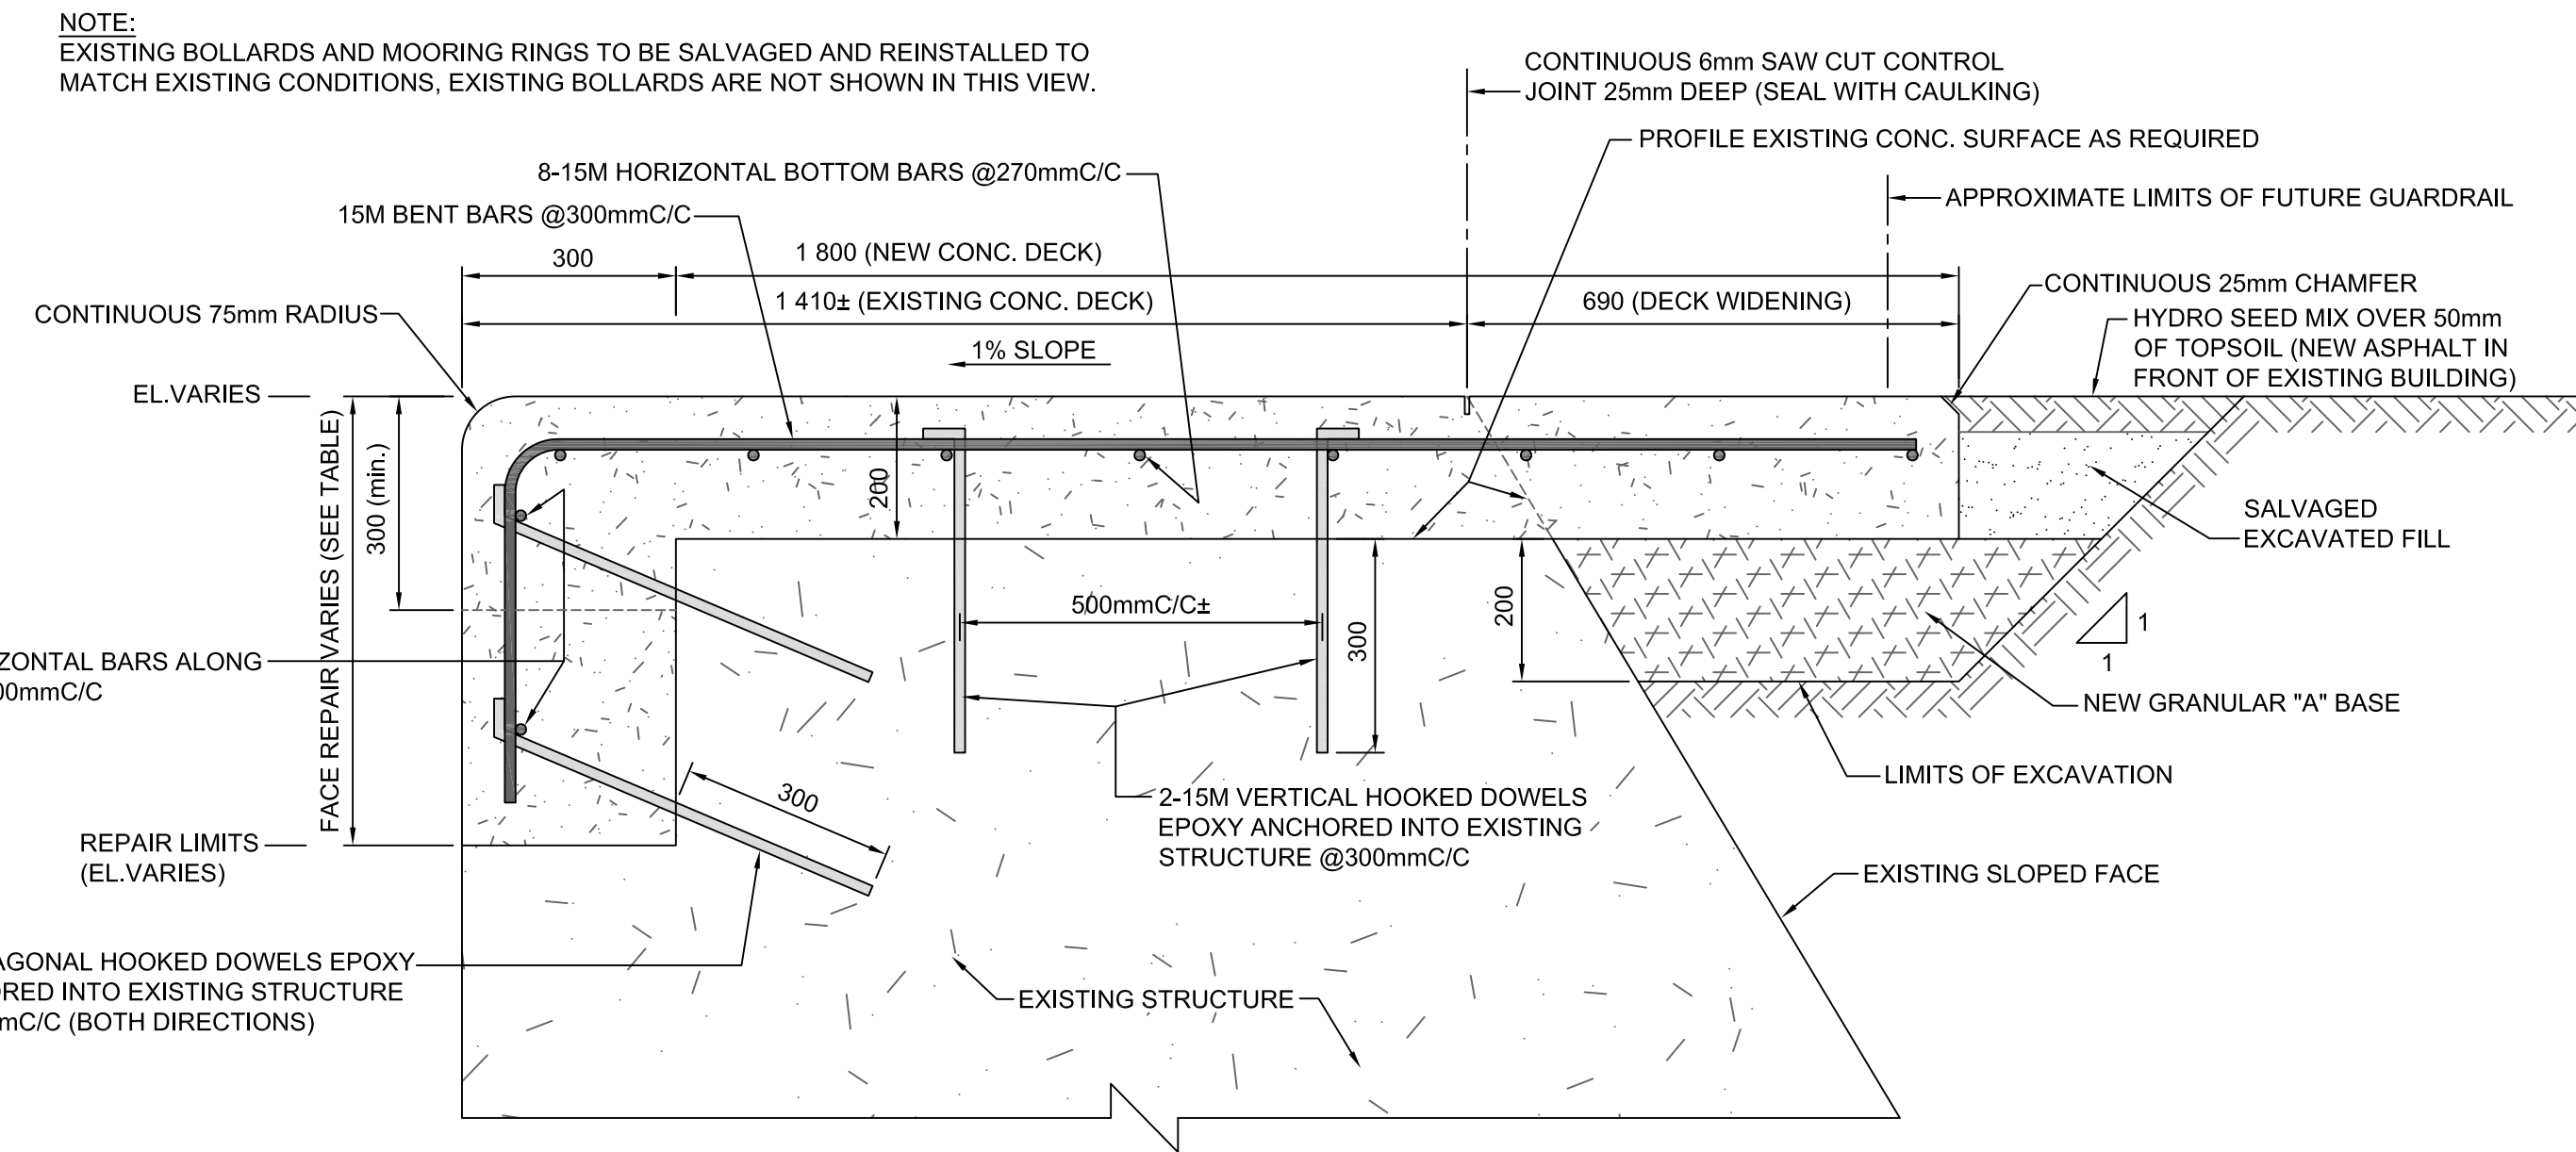 NOTE:
EXISTING BOLLARDS AND MOORING RINGS TO BE SALVAGED AND REINSTALLED TO
MATCH EXISTING CONDITIONS, EXISTING BOLLARDS ARE NOT SHOWN IN THIS VIEW.
CONTINUOUS 6mm SAW CUT CONTROL
JOINT 25mm DEEP (SEAL WITH CAULKING)
PROFILE EXISTING CONC. SURFACE AS REQUIRED
8-15M HORIZONTAL BOTTOM BARS @270mmC/C
APPROXIMATE LIMITS OF FUTURE GUARDRAIL
15M BENT BARS @300mmC/C
300
1 800 (NEW CONC. DECK)
CONTINUOUS 25mm CHAMFER
CONTINUOUS 75mm RADIUS
1 410± (EXISTING CONC. DECK)
690 (DECK WIDENING)
HYDRO SEED MIX OVER 50mm
OF TOPSOIL (NEW ASPHALT IN
FRONT OF EXISTING BUILDING)
1% SLOPE
EL.VARIES
FACE REPAIR VARIES (SEE TABLE)
300 (min.)
200
SALVAGED
EXCAVATED FILL
500mmC/C±
300
200
1
1
ZONTAL BARS ALONG
00mmC/C
NEW GRANULAR "A" BASE
LIMITS OF EXCAVATION
300
2-15M VERTICAL HOOKED DOWELS
EPOXY ANCHORED INTO EXISTING
STRUCTURE @300mmC/C
REPAIR LIMITS
(EL.VARIES)
EXISTING SLOPED FACE
AGONAL HOOKED DOWELS EPOXY
ORED INTO EXISTING STRUCTURE
mC/C (BOTH DIRECTIONS)
EXISTING STRUCTURE